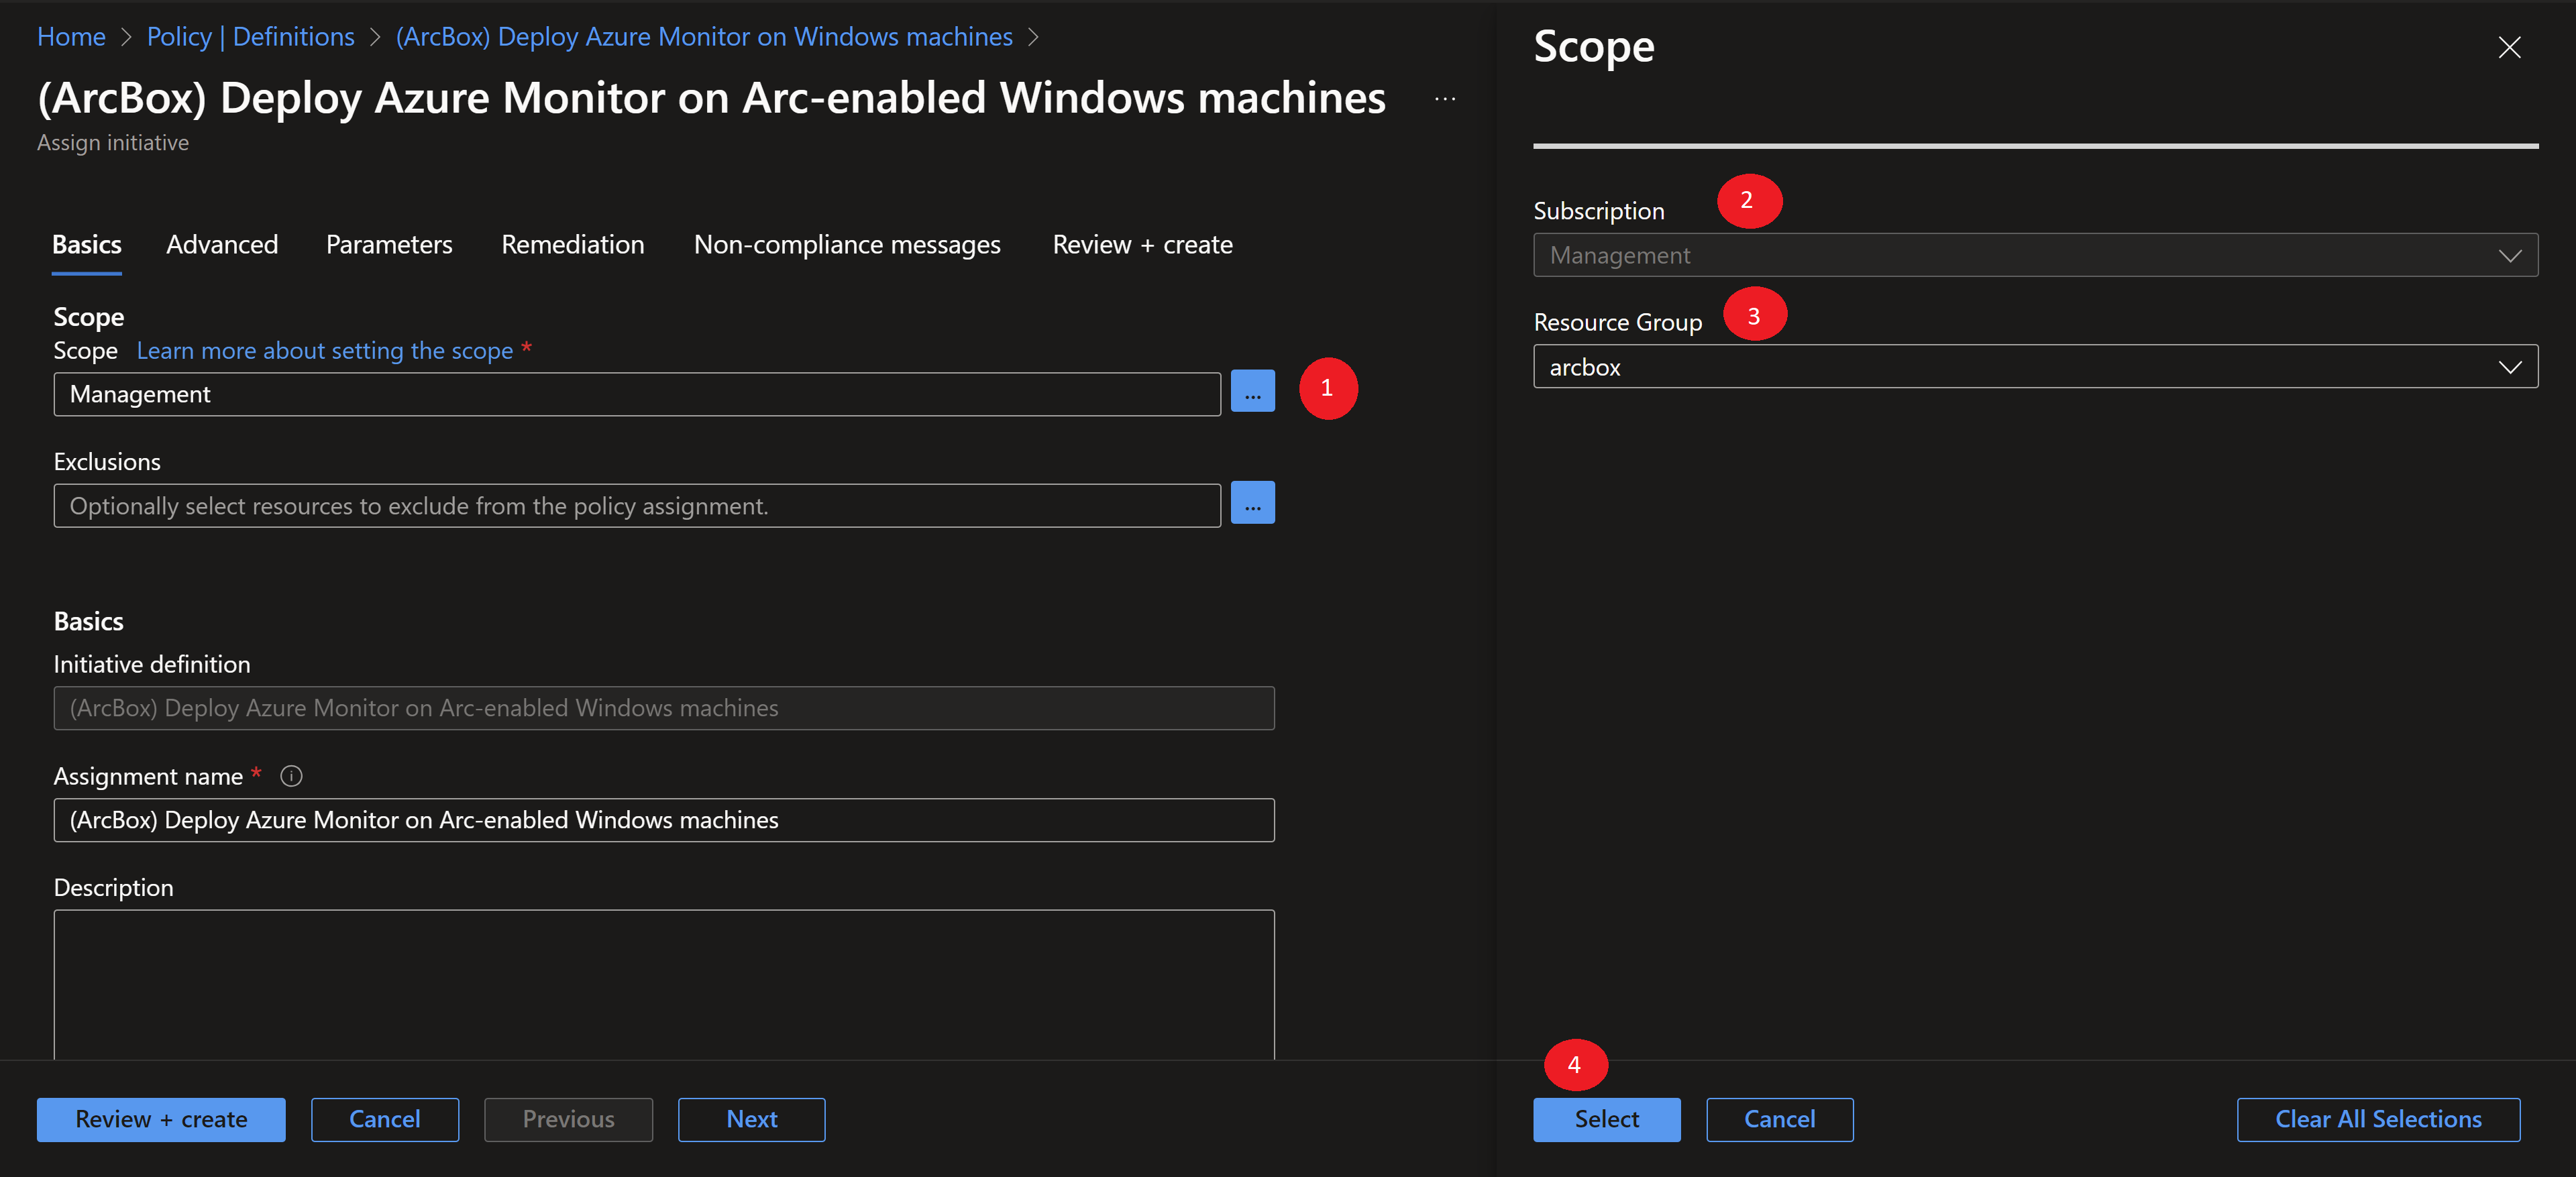 Home > Policy | Definitions > (ArcBox) Deploy Azure Monitor on Windows machines >
(ArcBox) Deploy Azure Monitor on Arc-enabled Windows machines ...
Assign initiative
Basics Advanced Parameters Remediation Non-compliance messages Review + create
Scope
Scope Learn more about setting the scope *
Management ... 1
Exclusions
Optionally select resources to exclude from the policy assignment. ...
Basics
Initiative definition
(ArcBox) Deploy Azure Monitor on Arc-enabled Windows machines
Assignment name *
(ArcBox) Deploy Azure Monitor on Arc-enabled Windows machines
Description
Review + create Cancel Previous Next
Scope
Subscription 2
Management
Resource Group 3
arcbox
4
Select Cancel Clear All Selections